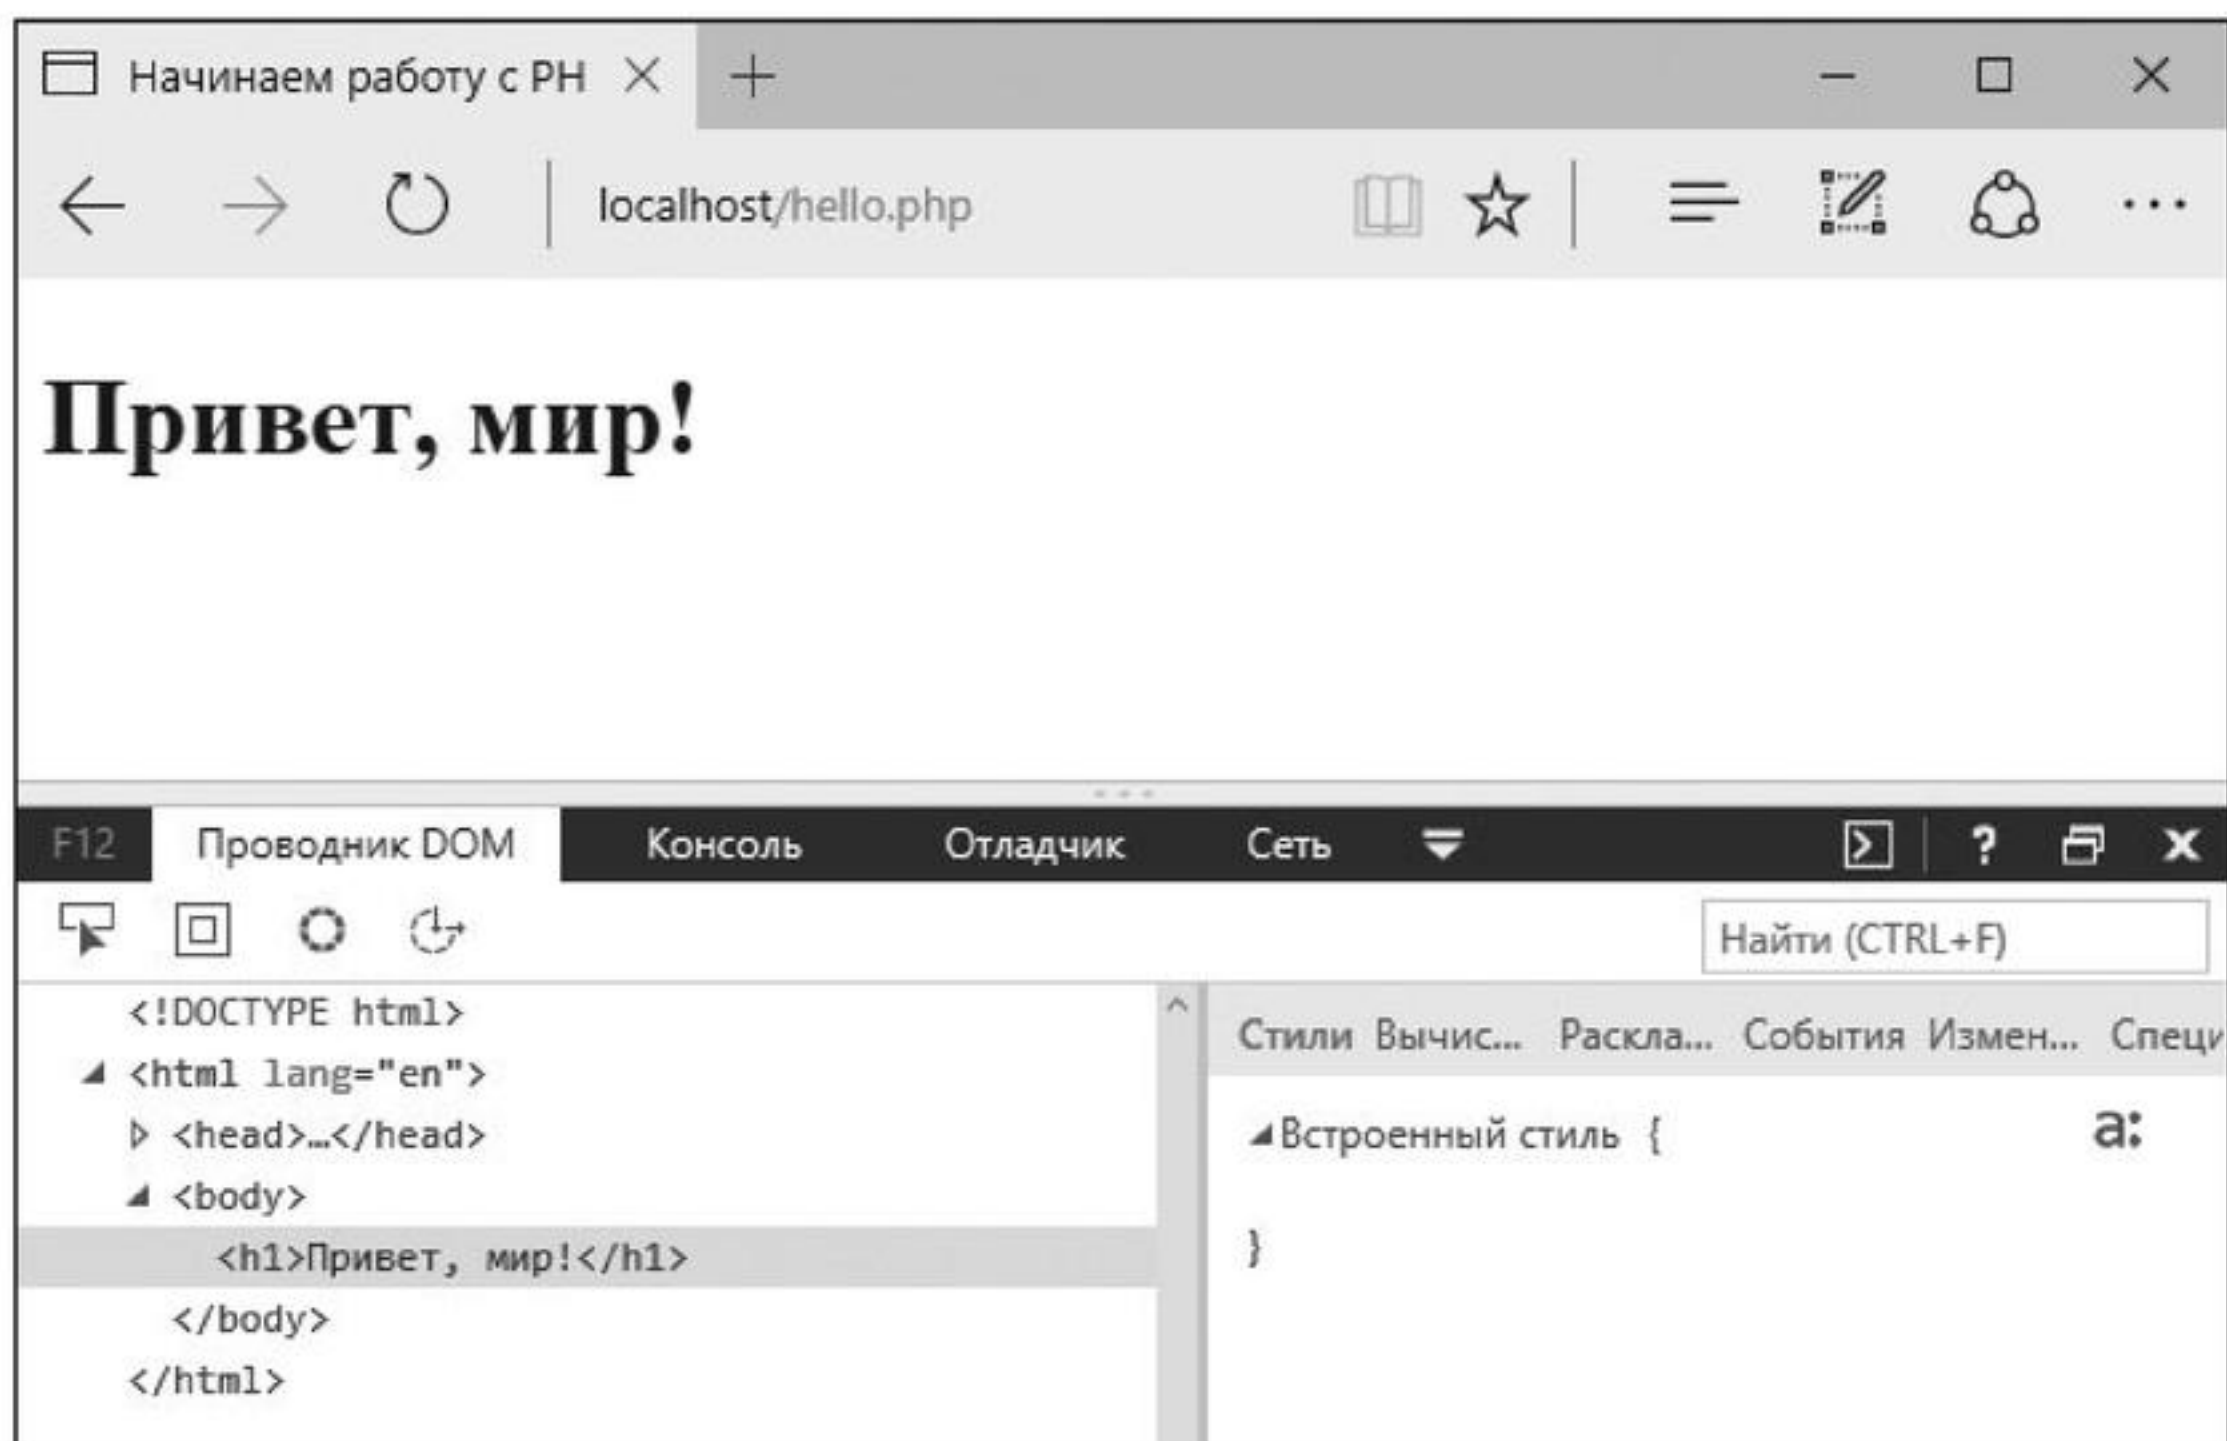 Начинаем работу с PH
localhost/hello.php
Привет, мир!
F12 Проводник DOM Консоль Отладчик Сеть ?
Найти (CTRL+F)
<!DOCTYPE html>
<html lang="en">
<head>…</head>
<body>
<h1>Привет, мир!</h1>
</body>
</html>
Стили Вычис... Раскла... События Измен... Специ
Встроенный стиль {
a:
}